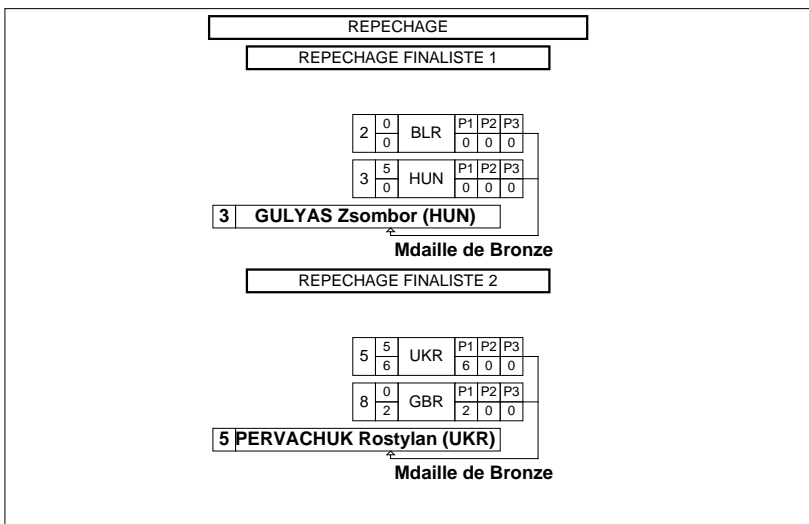 REPECHAGE
REPECHAGE FINALISTE 1
2 0 BLR P1 P2 P3
0 0 0 0
3 5 HUN P1 P2 P3
0 0 0 0
3 GULYAS Zsombor (HUN)
Mdaille de Bronze
REPECHAGE FINALISTE 2
5 5 UKR P1 P2 P3
6 6 0 0
8 0 GBR P1 P2 P3
2 2 0 0
5 PERVACHUK Rostylan (UKR)
Mdaille de Bronze